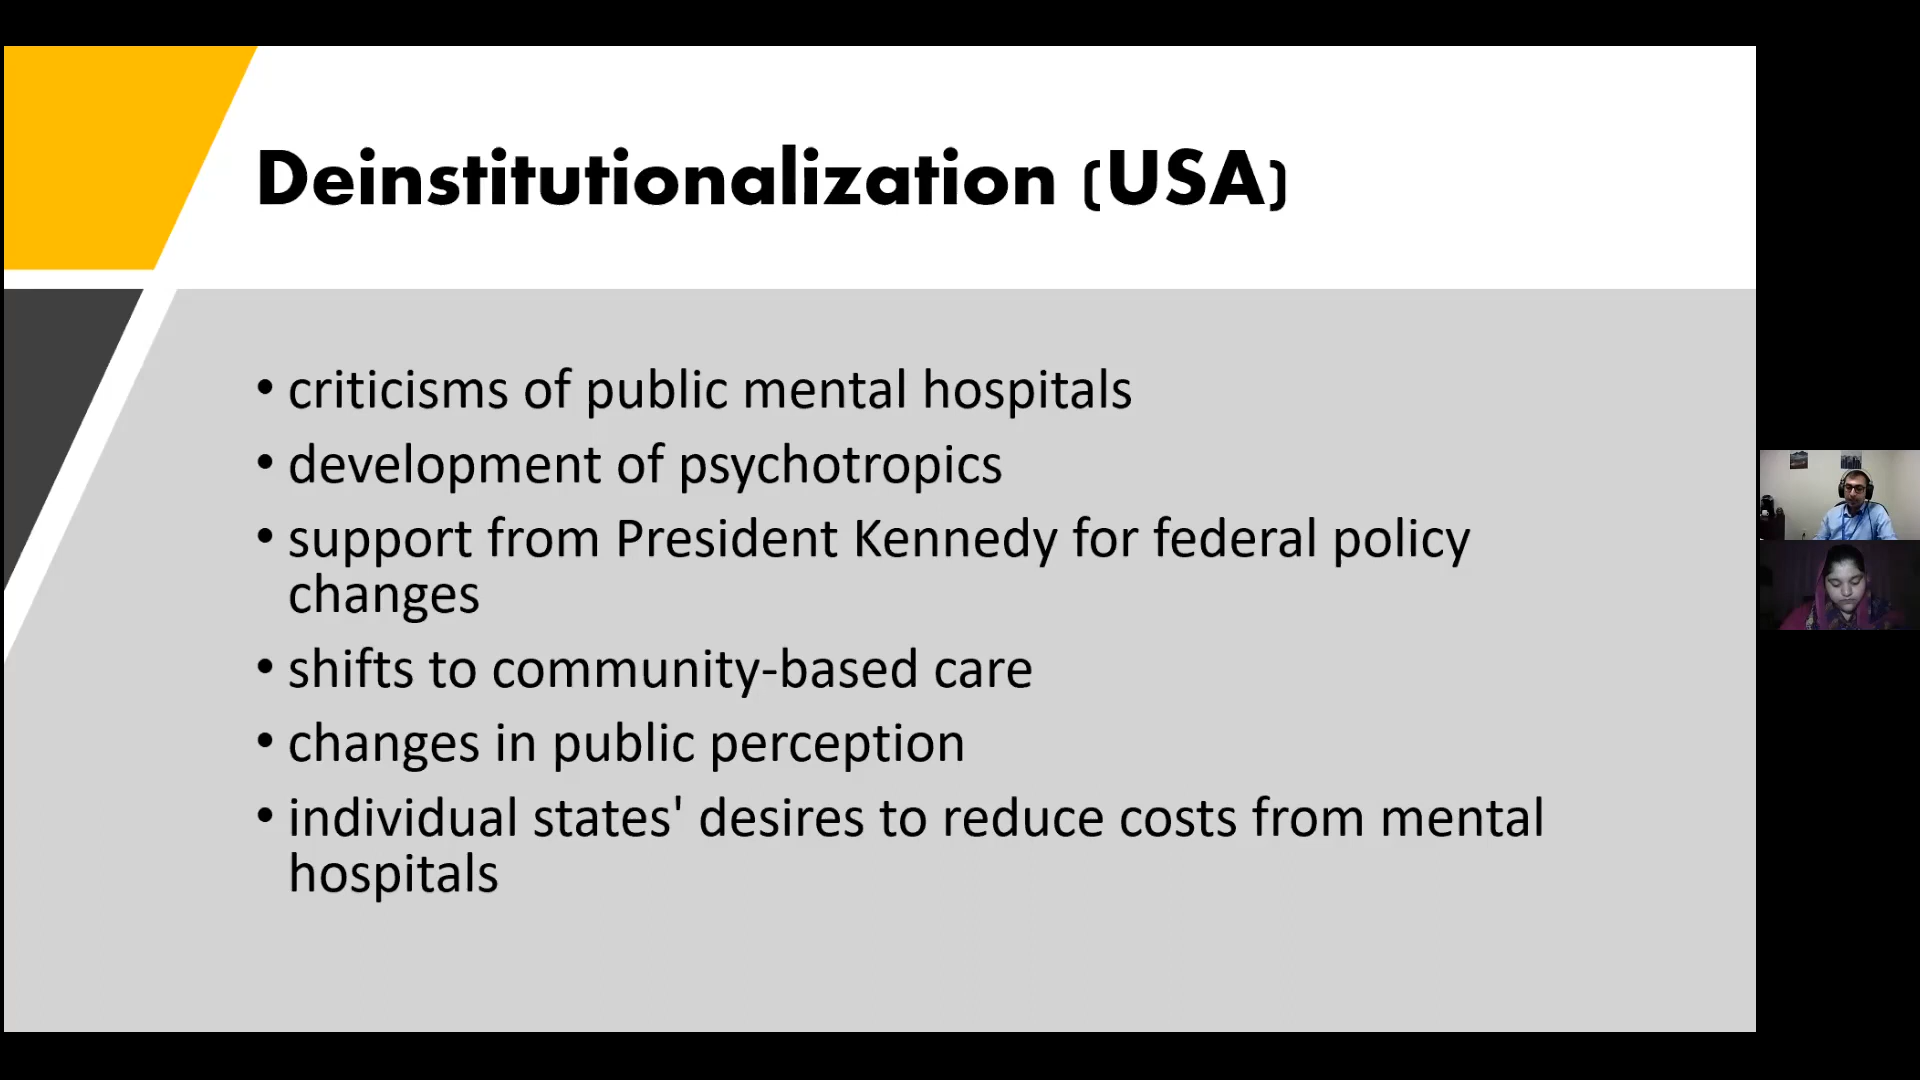 Deinstitutionalization (USA)
• criticisms of public mental hospitals
• development of psychotropics
• support from President Kennedy for federal policy
changes
• shifts to community-based care
• changes in public perception
• individual states' desires to reduce costs from mental
hospitals